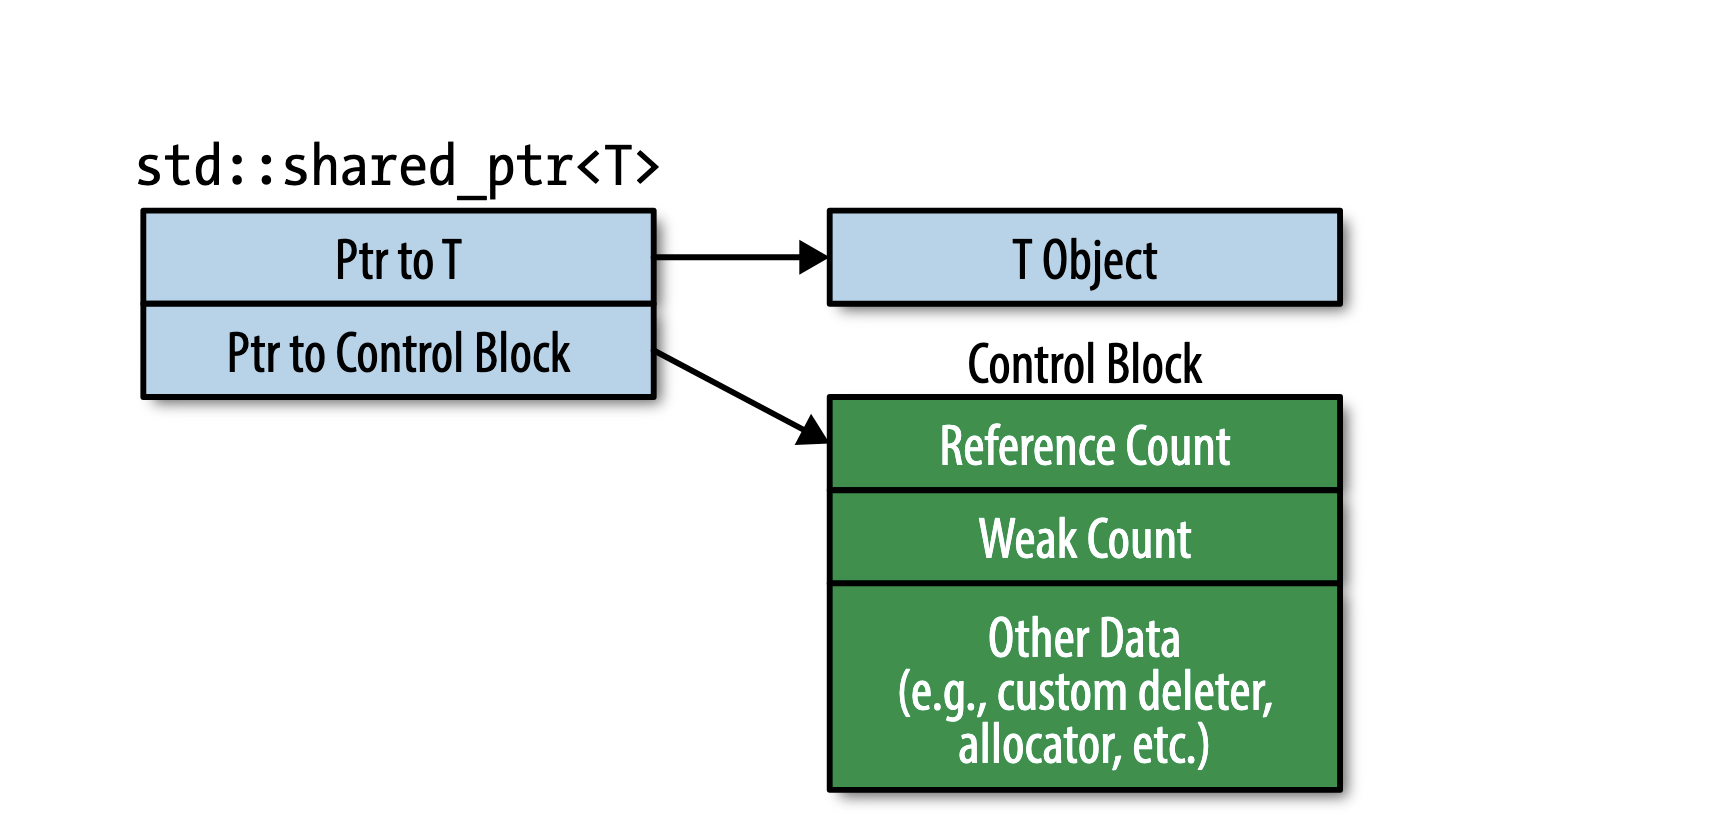 std::shared_ptr<T>
Ptr to T
T Object
Ptr to Control Block
Control Block
Reference Count
Weak Count
Other Data
(e.g., custom deleter,
allocator, etc.)